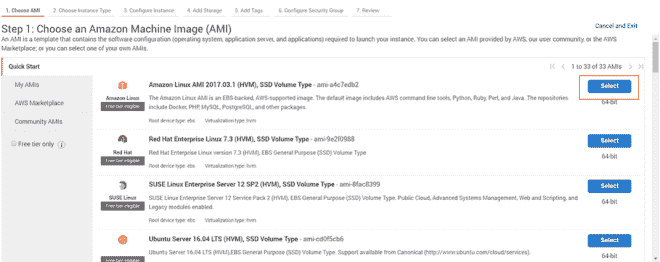 1. Choose AMI 2. Choose Instance Type 3. Configure Instance 4. Add Storage 5. Add Tags 6. Configure Security Group 7. Review
Step 1: Choose an Amazon Machine Image (AMI)
Cancel and Exit
An AMI is a template that contains the software configuration (operating system, application server, and applications) required to launch your instance. You can select an AMI provided by AWS, our user community, or the AWS
Marketplace; or you can select one of your own AMIs.
Quick Start
1 to 33 of 33 AMIs
My AMIs
AWS Marketplace
Community AMIs
Free tier only
Amazon Linux
Free tier eligible
Amazon Linux AMI 2017.03.1 (HVM), SSD Volume Type - ami-a4c7edb2
The Amazon Linux AMI is an EBS-backed, AWS-supported image. The default image includes AWS command line tools, Python, Ruby, Perl, and Java. The repositories
include Docker, PHP, MySQL, PostgreSQL, and other packages.
Root device type: ebs Virtualization type: hvm
Select
64-bit
Red Hat
Free tier eligible
Red Hat Enterprise Linux 7.3 (HVM), SSD Volume Type - ami-9e2f0988
Red Hat Enterprise Linux version 7.3 (HVM), EBS General Purpose (SSD) Volume Type
Root device type: ebs Virtualization type: hvm
Select
64-bit
SUSE Linux
Free tier eligible
SUSE Linux Enterprise Server 12 SP2 (HVM), SSD Volume Type - ami-8fac8399
SUSE Linux Enterprise Server 12 Service Pack 2 (HVM), EBS General Purpose (SSD) Volume Type. Public Cloud, Advanced Systems Management, Web and Scripting, and
Legacy modules enabled.
Root device type: ebs Virtualization type: hvm
Select
64-bit
Free tier eligible
Ubuntu Server 16.04 LTS (HVM), SSD Volume Type - ami-cd0f5cb6
Ubuntu Server 16.04 LTS (HVM),EBS General Purpose (SSD) Volume Type. Support available from Canonical (http://www.ubuntu.com/cloud/services).
Select
64-bit